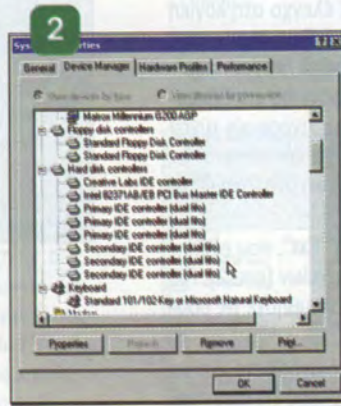 2
General Device Manager Hardware Profiles Performance
View devices by type View devices by connection
Matrox Millennium G200 AGP
Floppy disk controllers
Standard Floppy Disk Controller
Standard Floppy Disk Controller
Hard disk controllers
Creative Labs IDE controller
Intel 82371AB/EB PCI Bus Master IDE Controller
Primary IDE controller (dual fifo)
Primary IDE controller (dual fifo)
Primary IDE controller (dual fifo)
Secondary IDE controller (dual fifo)
Secondary IDE controller (dual fifo)
Secondary IDE controller (dual fifo)
Keyboard
Standard 101/102-Key or Microsoft Natural Keyboard
Properties Refresh Remove Print...
OK Cancel